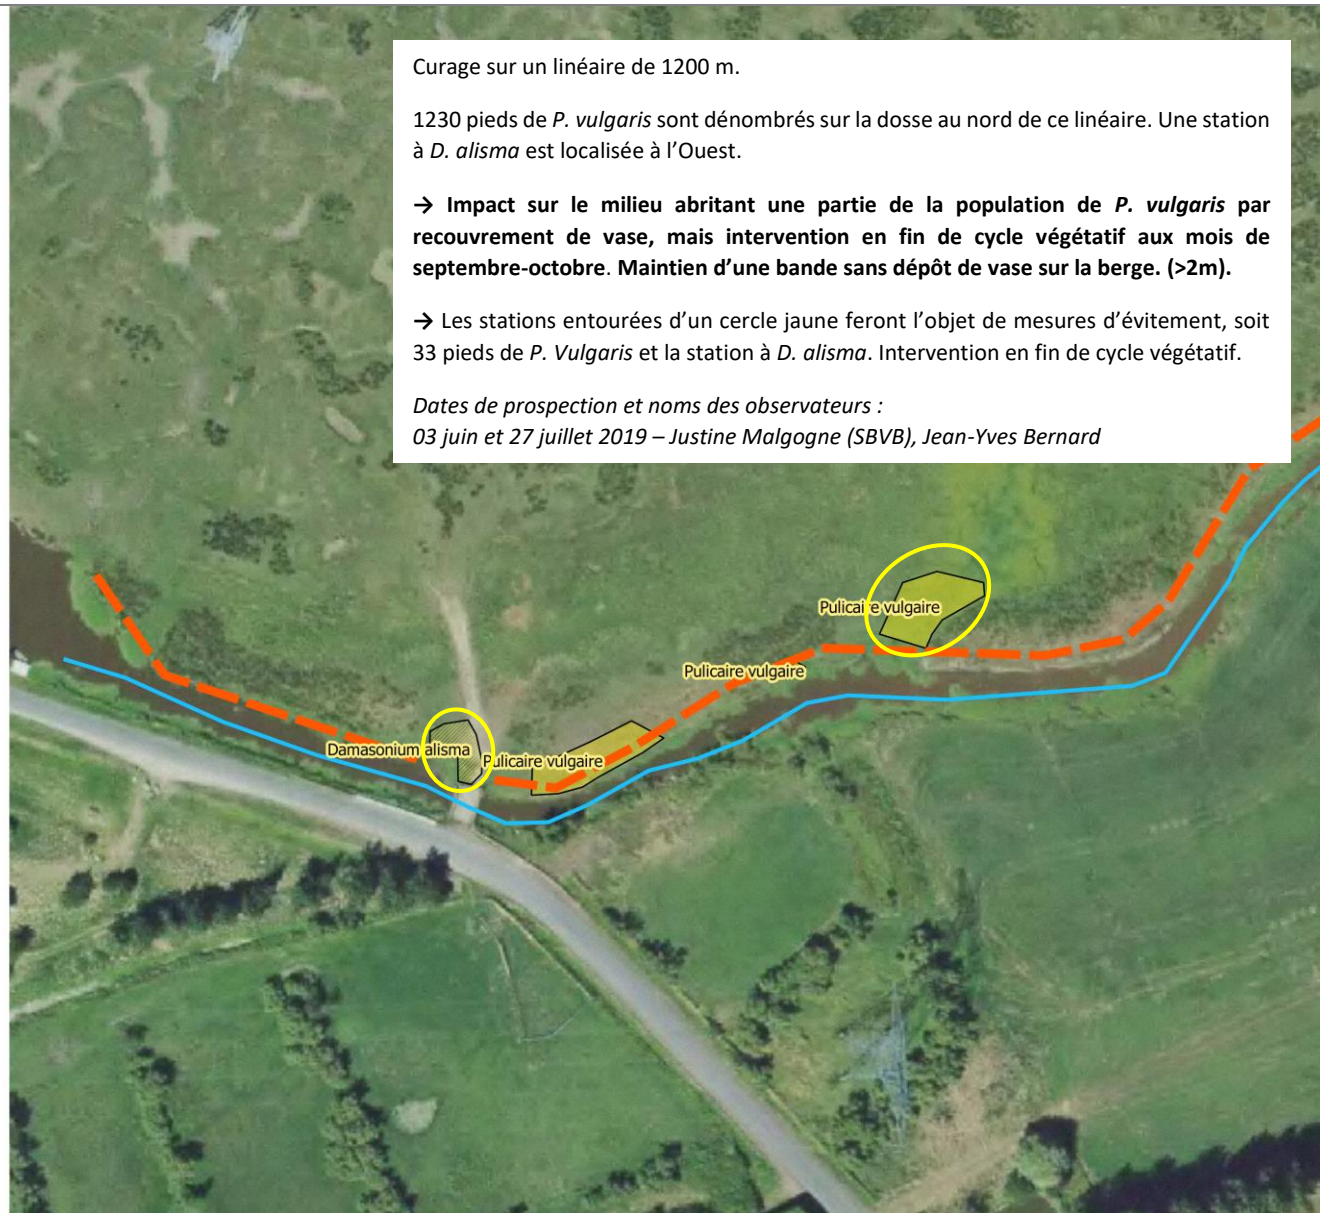 Curage sur un linéaire de 1200 m.
1230 pieds de P. vulgaris sont dénombrés sur la dosse au nord de ce linéaire. Une station
à D. alisma est localisée à l’Ouest.
→ Impact sur le milieu abritant une partie de la population de P. vulgaris par
recouvrement de vase, mais intervention en fin de cycle végétatif aux mois de
septembre-octobre. Maintien d’une bande sans dépôt de vase sur la berge. (>2m).
→ Les stations entourées d’un cercle jaune feront l’objet de mesures d’évitement, soit
33 pieds de P. Vulgaris et la station à D. alisma. Intervention en fin de cycle végétatif.
Dates de prospection et noms des observateurs :
03 juin et 27 juillet 2019 – Justine Malgogne (SBVB), Jean-Yves Bernard
Pulicaire vulgaire
Pulicaire vulgaire
Damasonium alisma
Pulicaire vulgaire